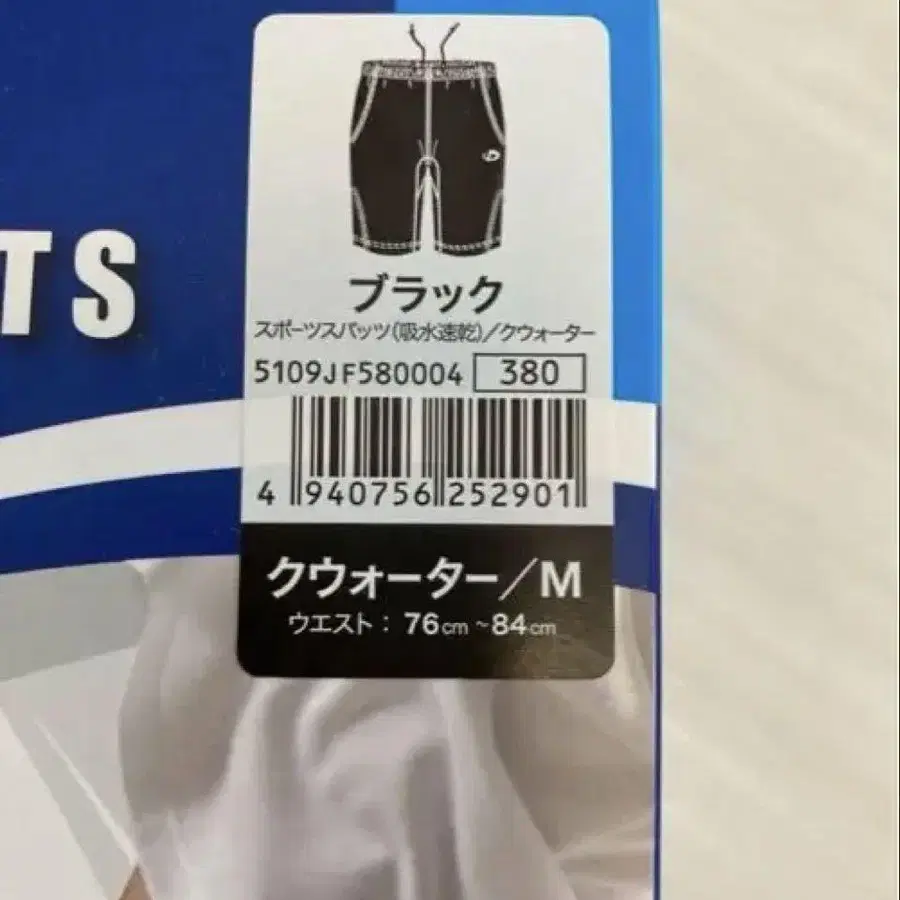 TS
ブラック
スポーツスパッツ(吸水速乾)/クウォーター
5109JF580004 380
4 940756 252901
クウォーター/M
ウエスト: 76cm ~84cm